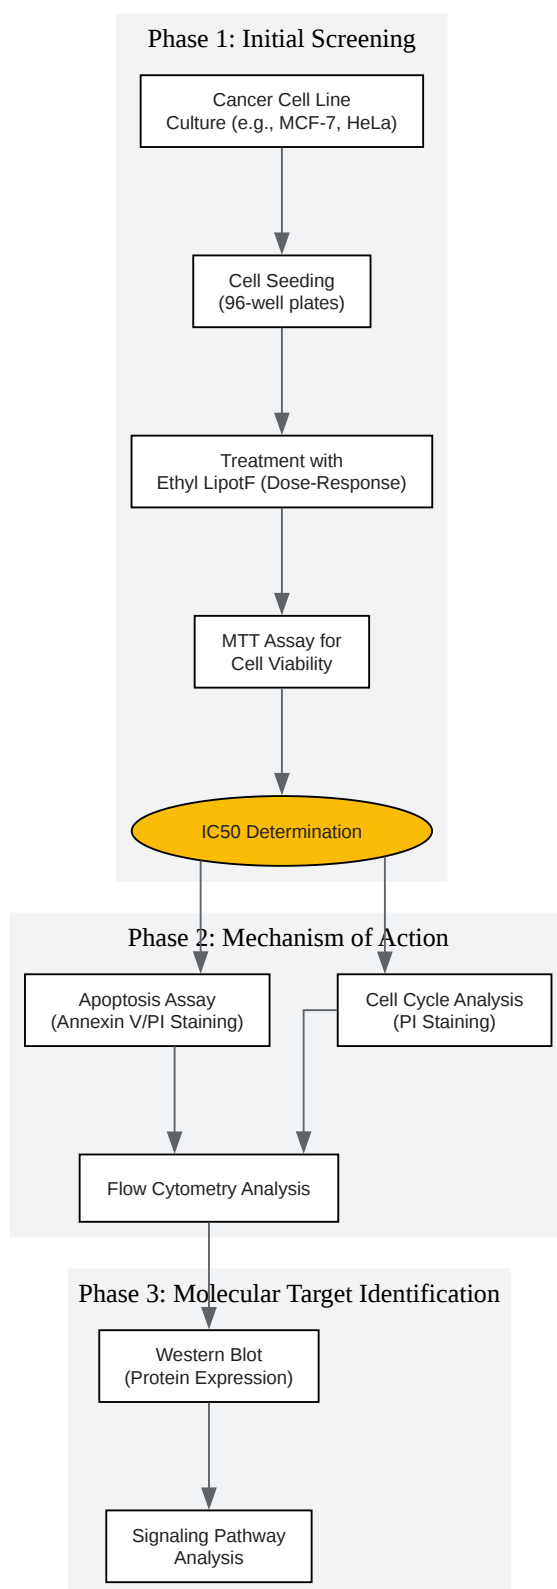 Phase 1: Initial Screening
Cancer Cell Line
Culture (e.g., MCF-7, HeLa)
Cell Seeding
(96-well plates)
Treatment with
Ethyl LipotF (Dose-Response)
MTT Assay for
Cell Viability
IC50 Determination
Phase 2: Mechanism of Action
Apoptosis Assay
(Annexin V/PI Staining)
Cell Cycle Analysis
(PI Staining)
Flow Cytometry Analysis
Phase 3: Molecular Target Identification
Western Blot
(Protein Expression)
Signaling Pathway
Analysis